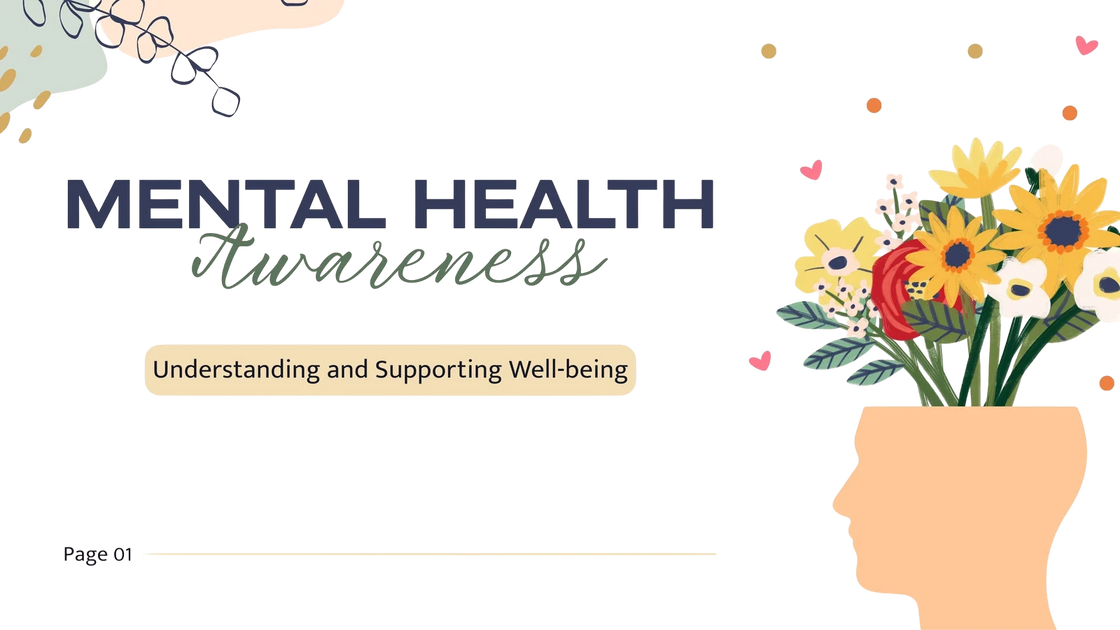 MENTAL HEALTH
Awareness
Understanding and Supporting Well-being
Page 01